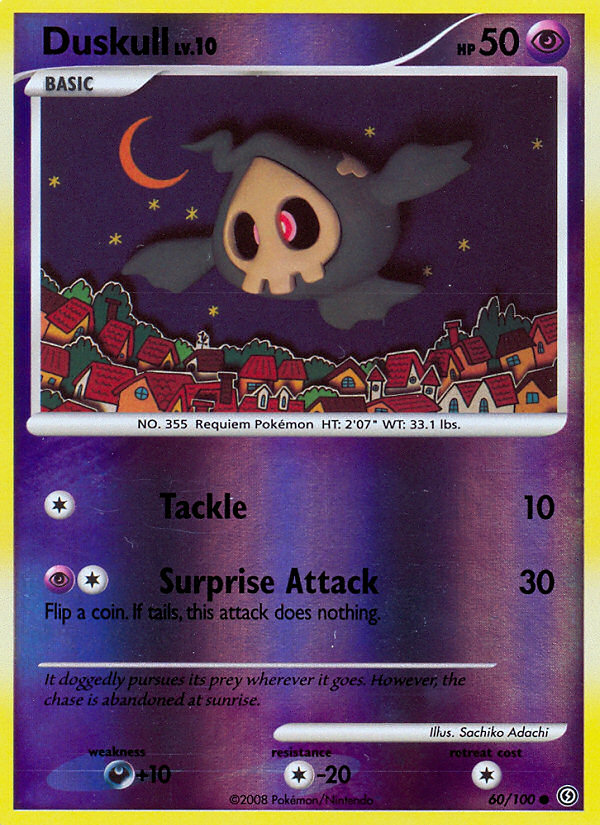 Duskull LV.10 HP 50
BASIC
NO. 355 Requiem Pokémon HT: 2'07" WT: 33.1 lbs.
Tackle 10
Surprise Attack 30
Flip a coin. If tails, this attack does nothing.
It doggedly pursues its prey wherever it goes. However, the
chase is abandoned at sunrise.
Illus. Sachiko Adachi
weakness resistance retreat cost
+10 -20
©2008 Pokémon/Nintendo 60/100